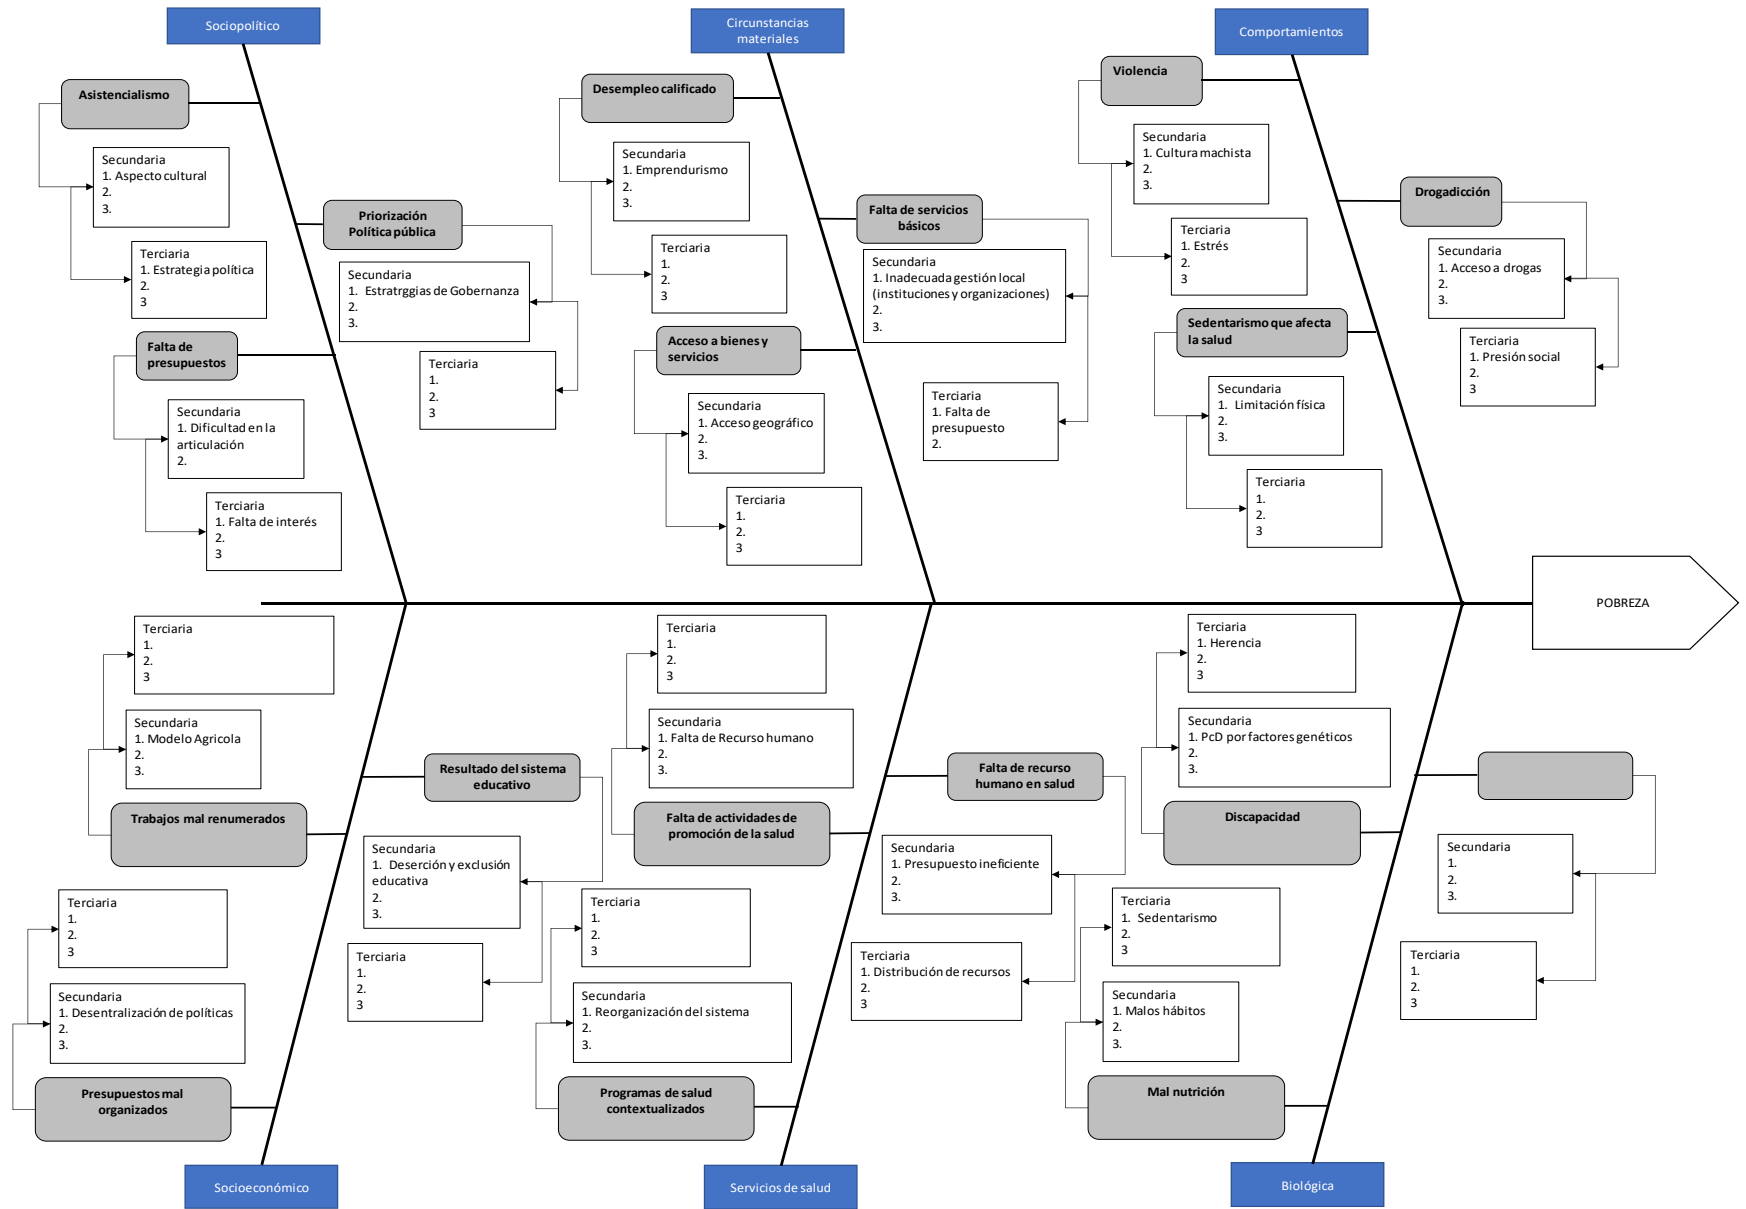 Sociopolítico
Asistencialismo
Secundaria
1. Aspecto cultural
2.
3.
Terciaria
1. Estrategia política
2.
3
Priorización
Política pública
Secundaria
1. Estratrggias de Gobernanza
2.
3.
Terciaria
1.
2.
3
Falta de
presupuestos
Secundaria
1. Dificultad en la
articulación
2.
Terciaria
1. Falta de interés
2.
3
Circunstancias
materiales
Desempleo calificado
Secundaria
1. Emprendurismo
2.
3.
Terciaria
1.
2.
3
Falta de servicios
básicos
Secundaria
1. Inadecuada gestión local
(instituciones y organizaciones)
2.
3.
Terciaria
1. Falta de
presupuesto
2.
Acceso a bienes y
servicios
Secundaria
1. Acceso geográfico
2.
3.
Terciaria
1.
2.
3
Comportamientos
Violencia
Secundaria
1. Cultura machista
2.
3.
Terciaria
1. Estrés
2.
3
Drogadicción
Secundaria
1. Acceso a drogas
2.
3.
Terciaria
1. Presión social
2.
3
Sedentarismo que afecta
la salud
Secundaria
1. Limitación física
2.
3.
Terciaria
1.
2.
3
POBREZA
Terciaria
1.
2.
3
Secundaria
1. Modelo Agricola
2.
3.
Trabajos mal renumerados
Resultado del sistema
educativo
Secundaria
1. Deserción y exclusión
educativa
2.
3.
Terciaria
1.
2.
3
Terciaria
1.
2.
3
Secundaria
1. Desentralización de políticas
2.
3.
Presupuestos mal
organizados
Socioeconómico
Terciaria
1.
2.
3
Secundaria
1. Falta de Recurso humano
2.
3.
Falta de actividades de
promoción de la salud
Falta de recurso
humano en salud
Secundaria
1. Presupuesto ineficiente
2.
3.
Terciaria
1. Distribución de recursos
2.
3
Terciaria
1.
2.
3
Secundaria
1. Reorganización del sistema
2.
3.
Programas de salud
contextualizados
Servicios de salud
Terciaria
1. Herencia
2.
3
Secundaria
1. PcD por factores genéticos
2.
3.
Discapacidad
Secundaria
1.
2.
3.
Terciaria
1.
2.
3
Terciaria
1. Sedentarismo
2.
3
Secundaria
1. Malos hábitos
2.
3.
Mal nutrición
Biológica